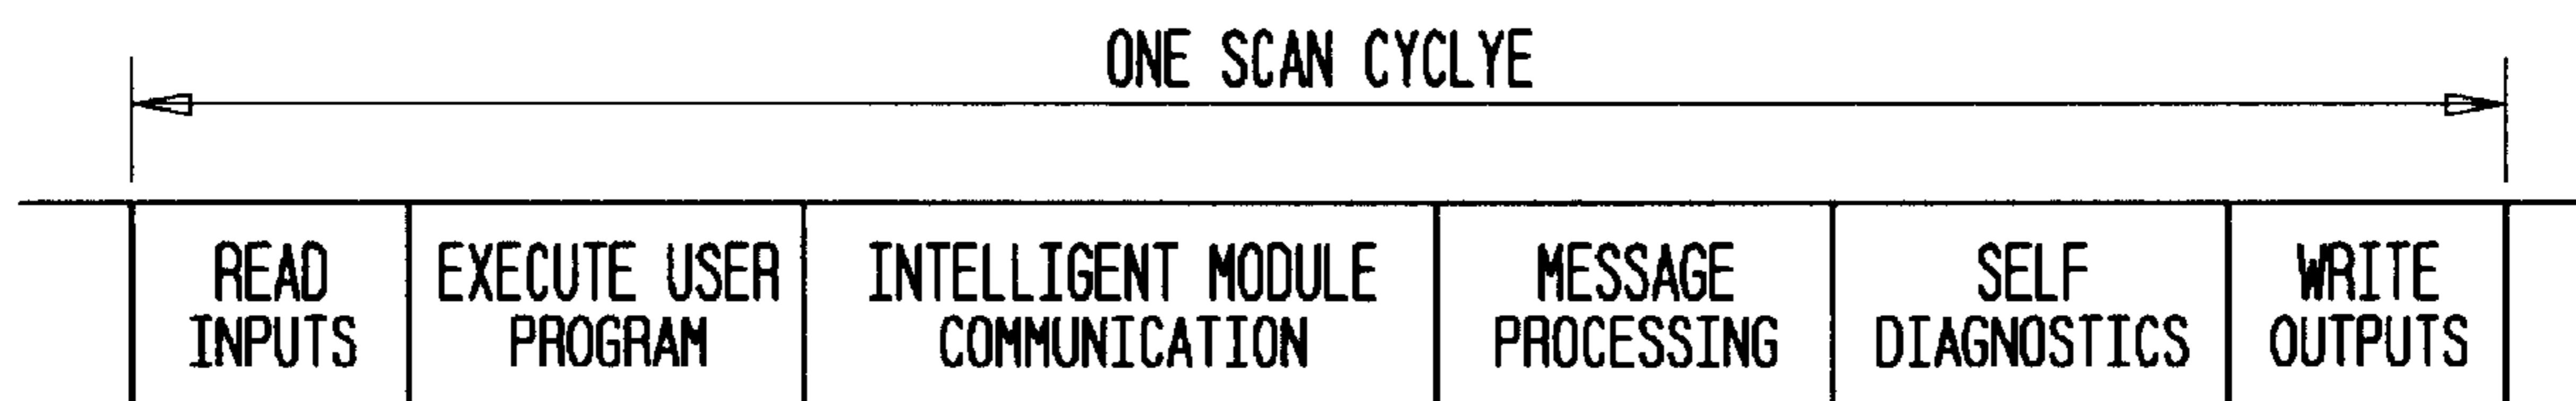 ONE SCAN CYCLYE
READ
INPUTS
EXECUTE USER
PROGRAM
INTELLIGENT MODULE
COMMUNICATION
MESSAGE
PROCESSING
SELF
DIAGNOSTICS
WRITE
OUTPUTS